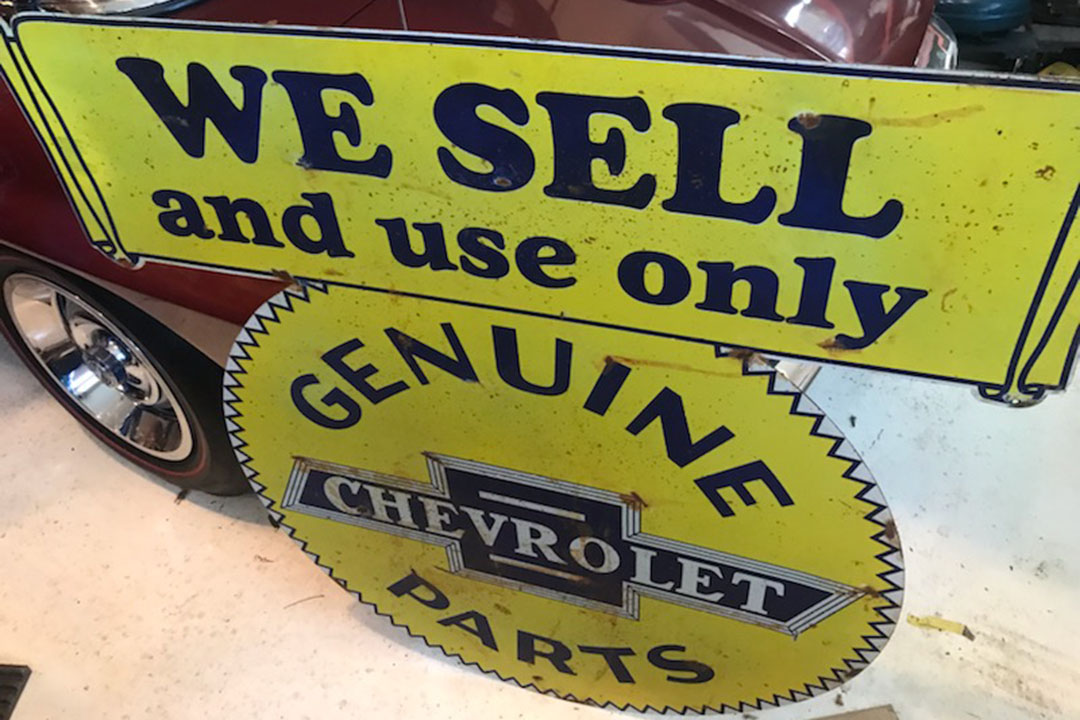 WE SELL
and use only
GENUINE
CHEVROLET
PARTS